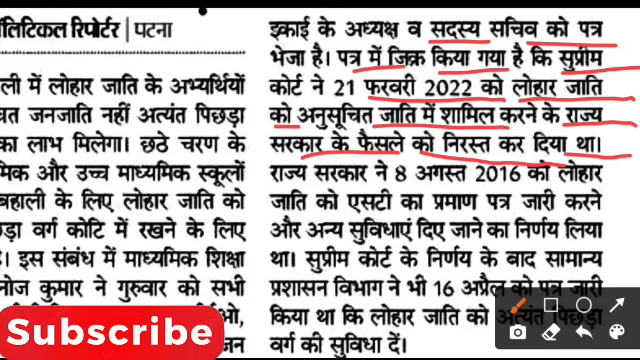 ॉलिटिकल रिपोर्टर | पटना
ली में लोहार जाति के अभ्यर्थियों
चित जनजाति नहीं अत्यंत पिछड़ा
का लाभ मिलेगा। छठे चरण के
मिक और उच्च माध्यमिक स्कूलों
बहाली के लिए लोहार जाति को
ड़ा वर्ग कोटि में रखने के लिए
। इस संबंध में माध्यमिक शिक्षा
नोज कुमार ने गुरुवार को सभी
Subscribe
जन
इकाई के अध्यक्ष व सदस्य सचिव को पत्र
भेजा है। पत्र में जिक्र किया गया है कि सुप्रीम
कोर्ट ने 21 फरवरी 2022 को लोहार जाति
को अनुसूचित जाति में शामिल करने के राज्य
सरकार के फैसले को निरस्त कर दिया था।
राज्य सरकार ने 8 अगस्त 2016 को लोहार
जाति को एसटी का प्रमाण पत्र जारी करने
और अन्य सुविधाएं दिए जाने का निर्णय लिया
था। सुप्रीम कोर्ट के निर्णय के बाद सामान्य
प्रशासन विभाग ने भी 16 अप्रैल को पत्र जारी
किया था कि लोहार जाति को अत्यंत पिछड़ा
वर्ग की सुविधा दें।